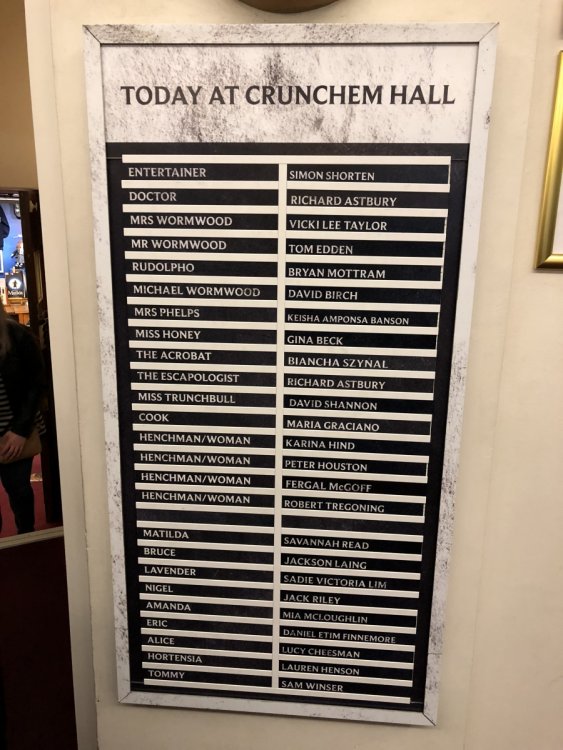 TODAY AT CRUNCHEM HALL
ENTERTAINER SIMON SHORTEN
DOCTOR RICHARD ASTBURY
MRS WORMWOOD VICKI LEE TAYLOR
MR WORMWOOD TOM EDDEN
RUDOLPHO BRYAN MOTTRAM
MICHAEL WORMWOOD DAVID BIRCH
MRS PHELPS KEISHA AMPONSA BANSON
MISS HONEY GINA BECK
THE ACROBAT BIANCHA SZYNAL
THE ESCAPOLOGIST RICHARD ASTBURY
MISS TRUNCHBULL DAVID SHANNON
COOK MARIA GRACIANO
HENCHMAN/WOMAN KARINA HIND
HENCHMAN/WOMAN PETER HOUSTON
HENCHMAN/WOMAN FERGAL McGOFF
HENCHMAN/WOMAN ROBERT TREGONING
MATILDA SAVANNAH READ
BRUCE JACKSON LAING
LAVENDER SADIE VICTORIA LIM
NIGEL JACK RILEY
AMANDA MIA MCLOUGHLIN
ERIC DANIEL ETIM FINNEMORE
ALICE LUCY CHEESMAN
HORTENSIA LAUREN HENSON
TOMMY SAM WINSER